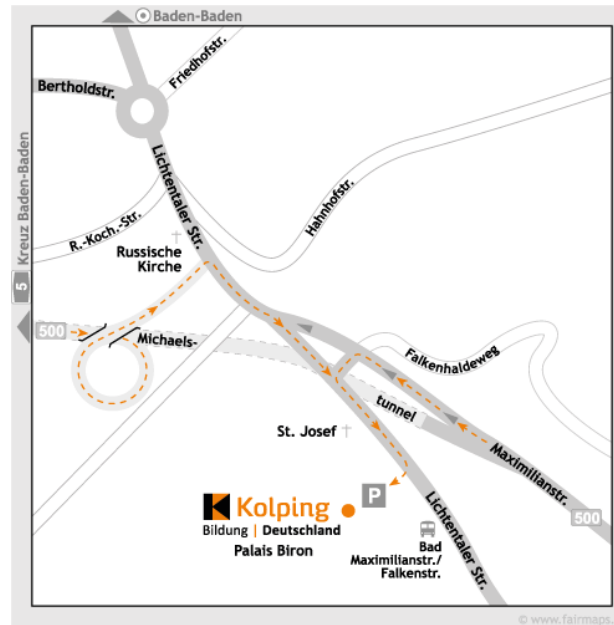 Baden-Baden
Friedhofstr.
Bertholdstr.
Lichtentaler Str.
Hahnhofstr.
R.-Koch.-Str.
Russische
Kirche
Kreuz Baden-Baden
5
500
Michaels-
Falkenhaldeweg
tunnel
St. Josef
Maximilianstr.
500
P
Kolping
Bildung | Deutschland
Palais Biron
Lichtentaler Str.
Bad
Maximilianstr./
Falkenstr.
© www.fairmaps.